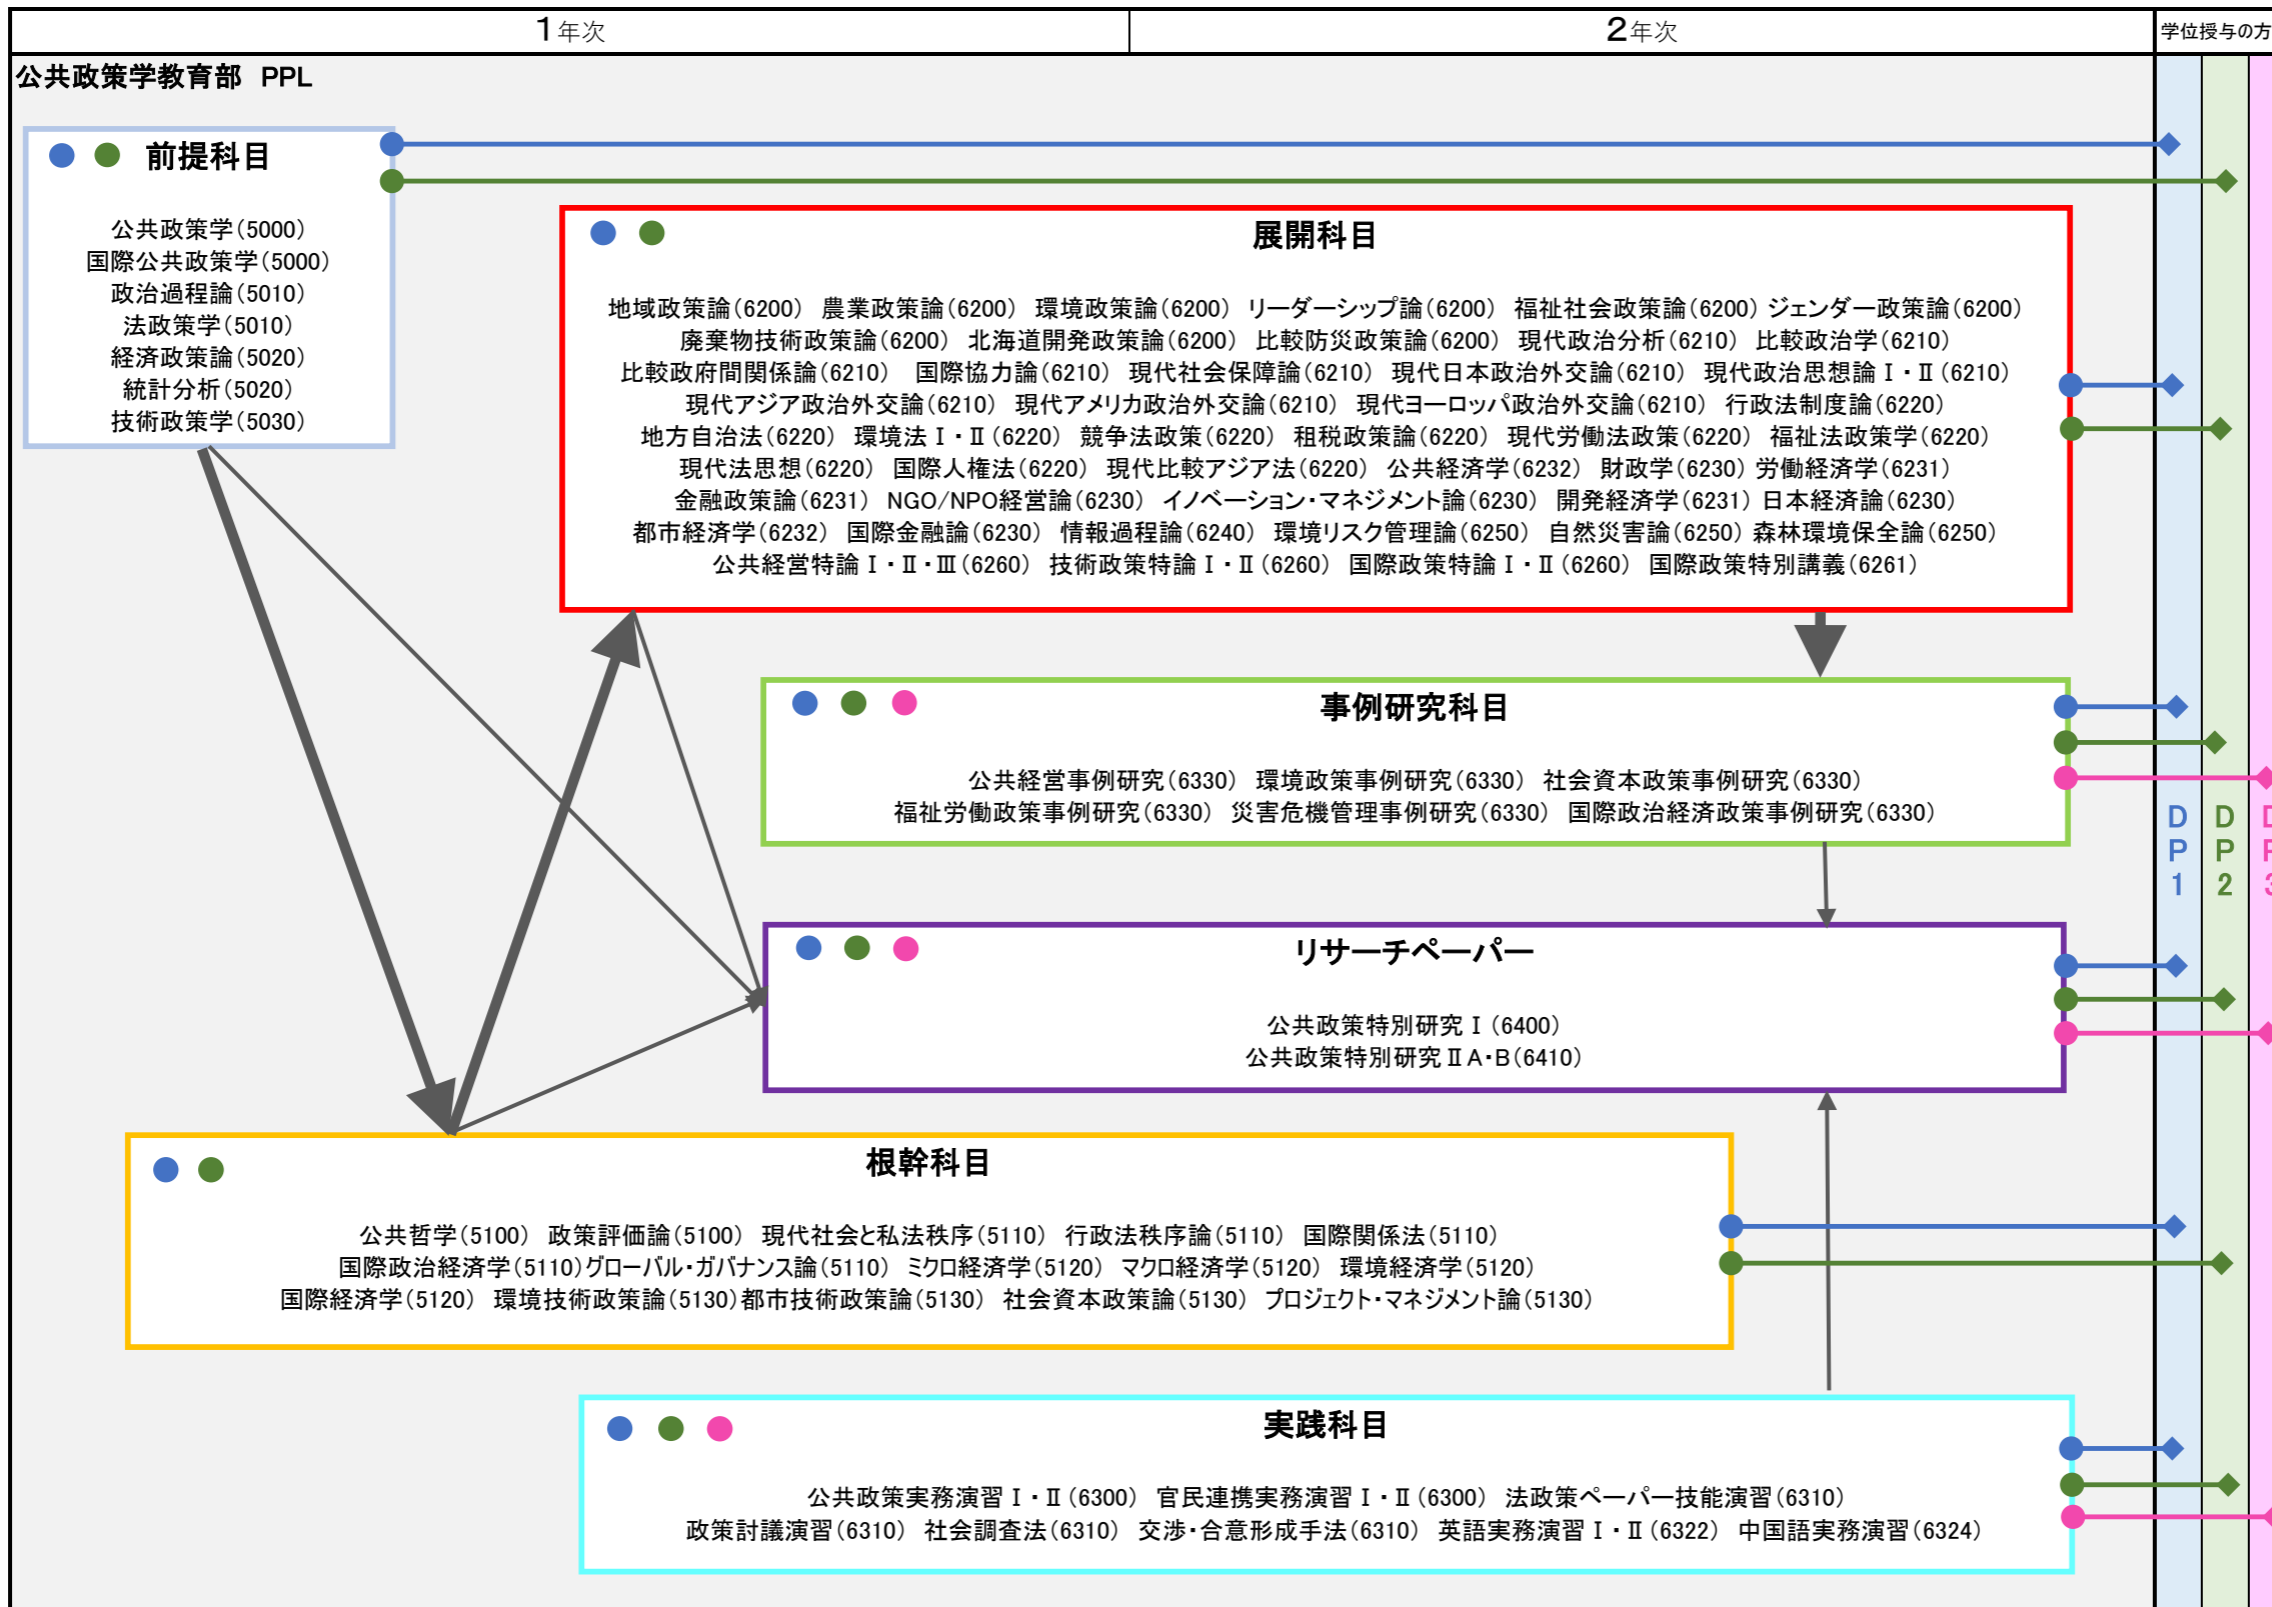 1年次
2年次
学位授与の方
公共政策学教育部 PPL
前提科目
公共政策学(5000)
国際公共政策学(5000)
政治過程論(5010)
法政策学(5010)
経済政策論(5020)
統計分析(5020)
技術政策学(5030)
展開科目
地域政策論(6200) 農業政策論(6200) 環境政策論(6200) リーダーシップ論(6200) 福祉社会政策論(6200) ジェンダー政策論(6200)
廃棄物技術政策論(6200) 北海道開発政策論(6200) 比較防災政策論(6200) 現代政治分析(6210) 比較政治学(6210)
比較政府間関係論(6210) 国際協力論(6210) 現代社会保障論(6210) 現代日本政治外交論(6210) 現代政治思想論Ⅰ・Ⅱ(6210)
現代アジア政治外交論(6210) 現代アメリカ政治外交論(6210) 現代ヨーロッパ政治外交論(6210) 行政法制度論(6220)
地方自治法(6220) 環境法Ⅰ・Ⅱ(6220) 競争法政策(6220) 租税政策論(6220) 現代労働法政策(6220) 福祉法政策学(6220)
現代法思想(6220) 国際人権法(6220) 現代比較アジア法(6220) 公共経済学(6232) 財政学(6230) 労働経済学(6231)
金融政策論(6231) NGO/NPO経営論(6230) イノベーション・マネジメント論(6230) 開発経済学(6231) 日本経済論(6230)
都市経済学(6232) 国際金融論(6230) 情報過程論(6240) 環境リスク管理論(6250) 自然災害論(6250) 森林環境保全論(6250)
公共経営特論Ⅰ・Ⅱ・Ⅲ(6260) 技術政策特論Ⅰ・Ⅱ(6260) 国際政策特論Ⅰ・Ⅱ(6260) 国際政策特別講義(6261)
事例研究科目
公共経営事例研究(6330) 環境政策事例研究(6330) 社会資本政策事例研究(6330)
福祉労働政策事例研究(6330) 災害危機管理事例研究(6330) 国際政治経済政策事例研究(6330)
DP1
DP2
DP3
リサーチペーパー
公共政策特別研究Ⅰ(6400)
公共政策特別研究ⅡA・B(6410)
根幹科目
公共哲学(5100) 政策評価論(5100) 現代社会と私法秩序(5110) 行政法秩序論(5110) 国際関係法(5110)
国際政治経済学(5110)グローバル・ガバナンス論(5110) ミクロ経済学(5120) マクロ経済学(5120) 環境経済学(5120)
国際経済学(5120) 環境技術政策論(5130)都市技術政策論(5130) 社会資本政策論(5130) プロジェクト・マネジメント論(5130)
実践科目
公共政策実務演習Ⅰ・Ⅱ(6300) 官民連携実務演習Ⅰ・Ⅱ(6300) 法政策ペーパー技能演習(6310)
政策討議演習(6310) 社会調査法(6310) 交渉・合意形成手法(6310) 英語実務演習Ⅰ・Ⅱ(6322) 中国語実務演習(6324)